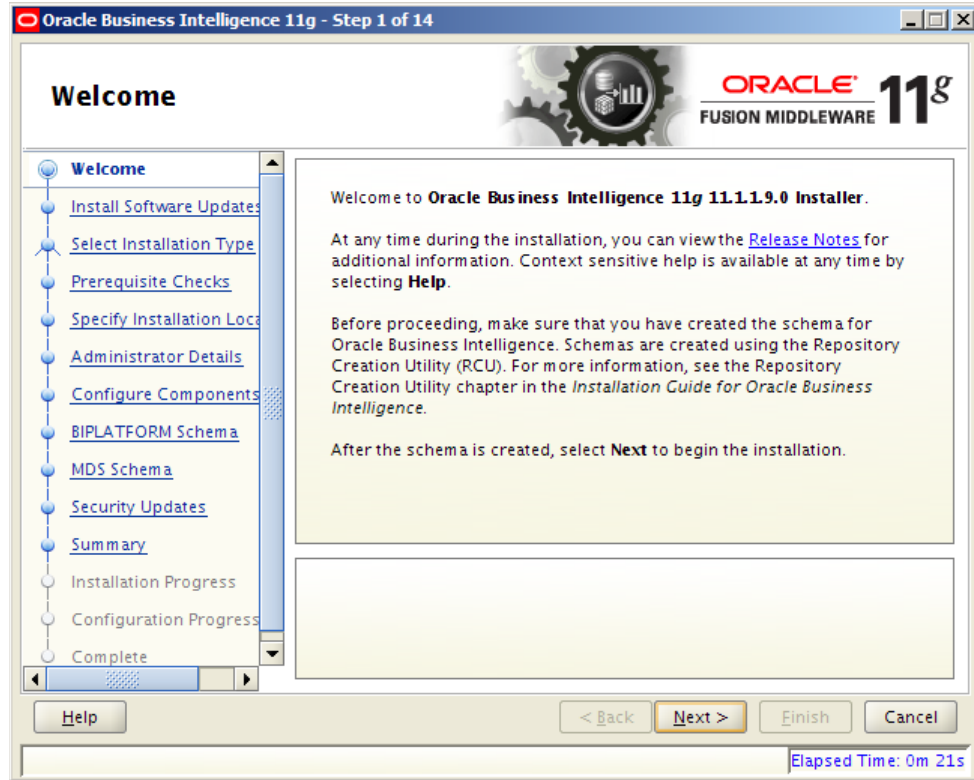 Oracle Business Intelligence 11g - Step 1 of 14
Welcome
ORACLE
FUSION MIDDLEWARE 11g
Welcome
Install Software Updates
Select Installation Type
Prerequisite Checks
Specify Installation Loca
Administrator Details
Configure Components
BIPLATFORM Schema
MDS Schema
Security Updates
Summary
Installation Progress
Configuration Progress
Complete
Welcome to Oracle Business Intelligence 11g 11.1.1.9.0 Installer.
At any time during the installation, you can view the Release Notes for
additional information. Context sensitive help is available at any time by
selecting Help.
Before proceeding, make sure that you have created the schema for
Oracle Business Intelligence. Schemas are created using the Repository
Creation Utility (RCU). For more information, see the Repository
Creation Utility chapter in the Installation Guide for Oracle Business
Intelligence.
After the schema is created, select Next to begin the installation.
Help
< Back
Next >
Finish
Cancel
Elapsed Time: 0m 21s